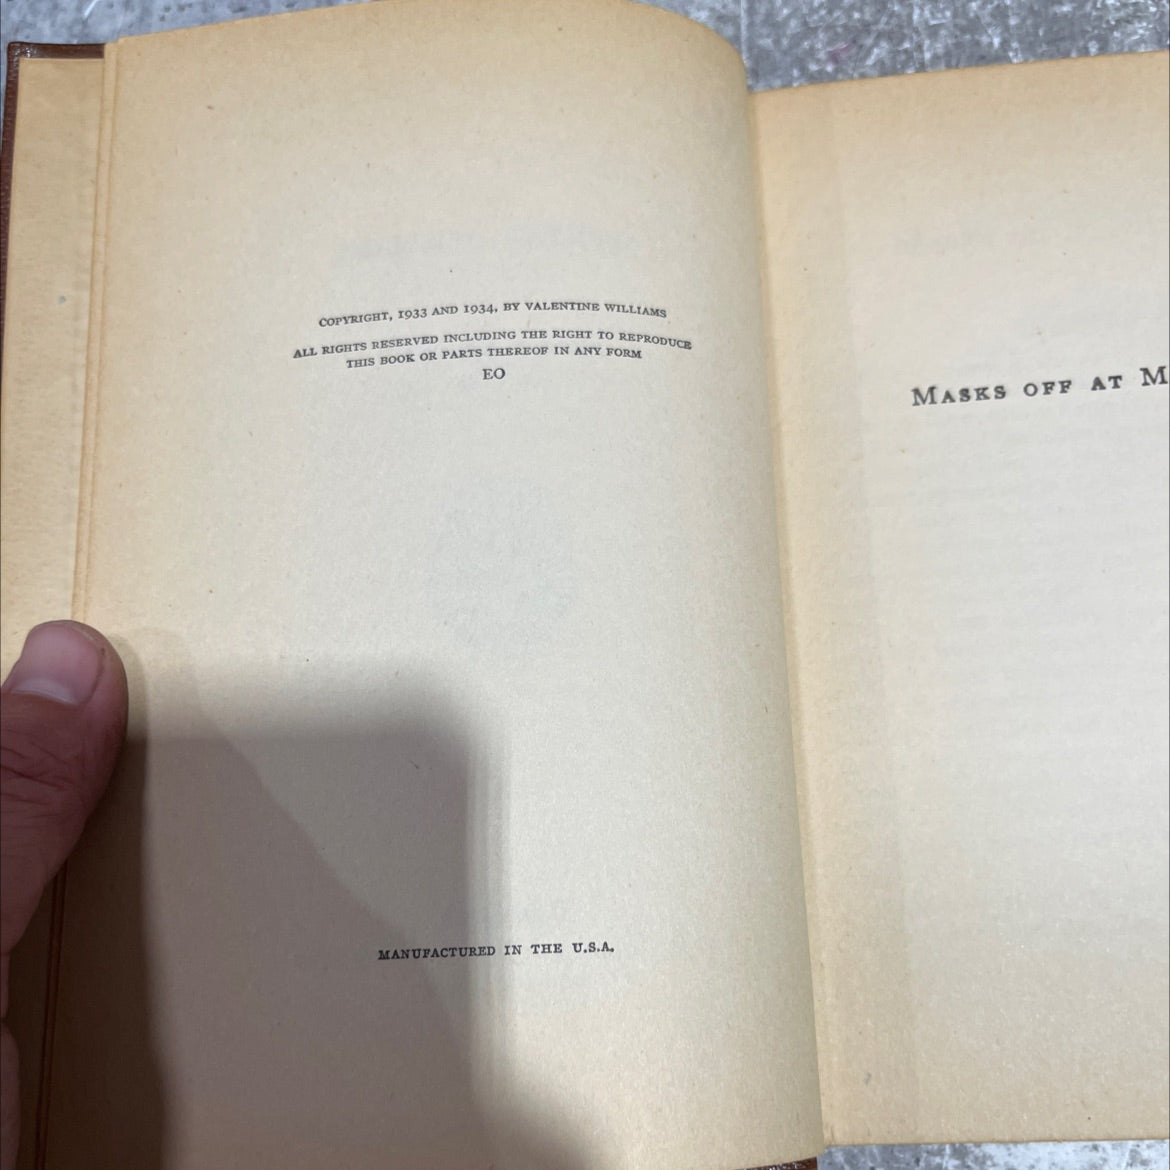 COPYRIGHT, 1933 AND 1934, BY VALENTINE WILLIAMS
ALL RIGHTS RESERVED INCLUDING THE RIGHT TO REPRODUCE
THIS BOOK OR PARTS THEREOF IN ANY FORM
EO
MANUFACTURED IN THE U.S.A.
MASKS OFF AT M